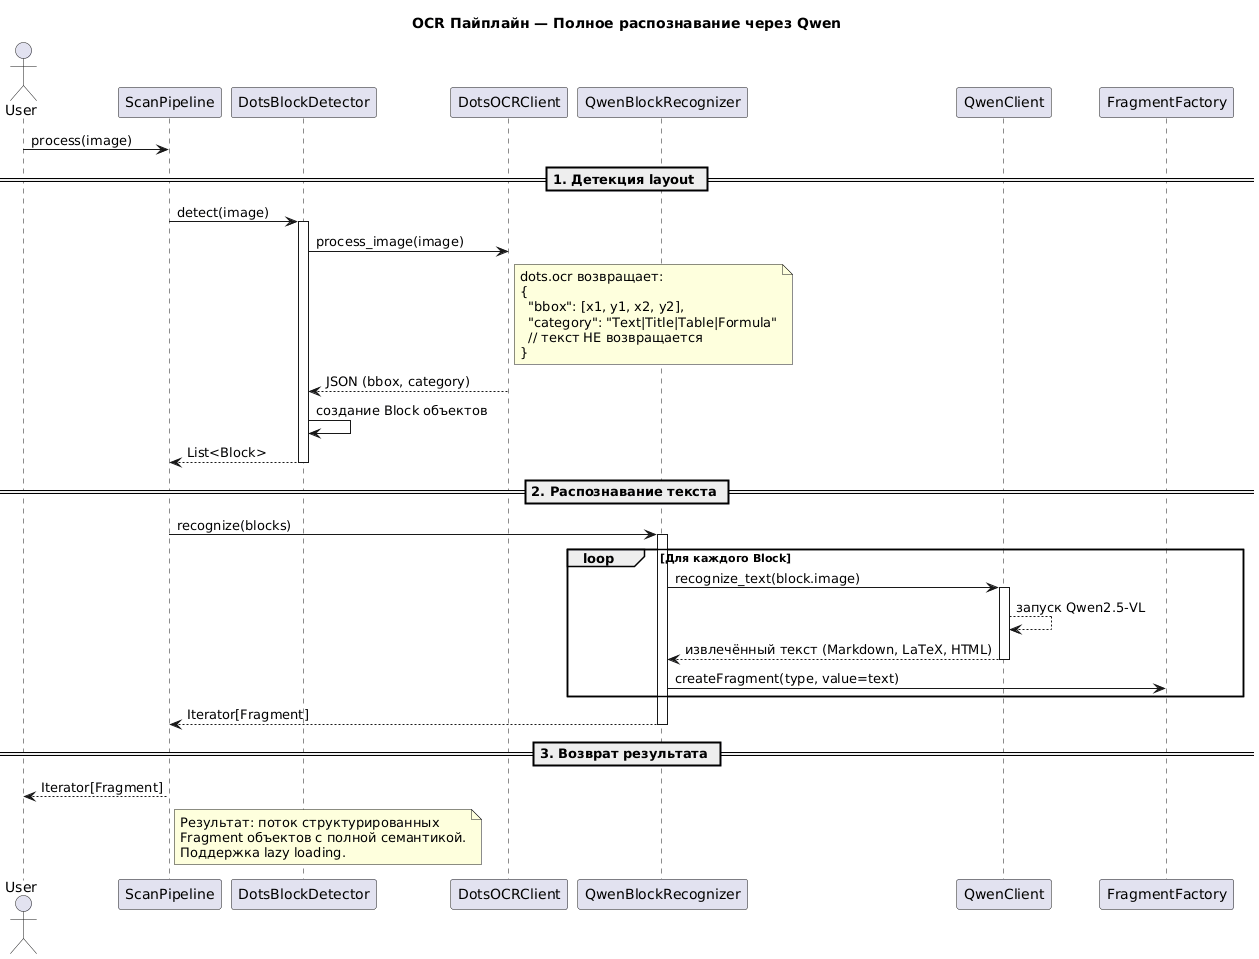 OCR Пайплайн — Полное распознавание через Qwen
User
ScanPipeline
DotsBlockDetector
DotsOCRClient
QwenBlockRecognizer
QwenClient
FragmentFactory
process(image)
1. Детекция layout
detect(image)
process_image(image)
dots.ocr возвращает:
{
"bbox": [x1, y1, x2, y2],
"category": "Text|Title|Table|Formula"
// текст НЕ возвращается
}
JSON (bbox, category)
создание Block объектов
List<Block>
2. Распознавание текста
recognize(blocks)
loop
[Для каждого Block]
recognize_text(block.image)
запуск Qwen2.5-VL
извлечённый текст (Markdown, LaTeX, HTML)
createFragment(type, value=text)
Iterator[Fragment]
3. Возврат результата
Iterator[Fragment]
Результат: поток структурированных
Fragment объектов с полной семантикой.
Поддержка lazy loading.
User
ScanPipeline
DotsBlockDetector
DotsOCRClient
QwenBlockRecognizer
QwenClient
FragmentFactory